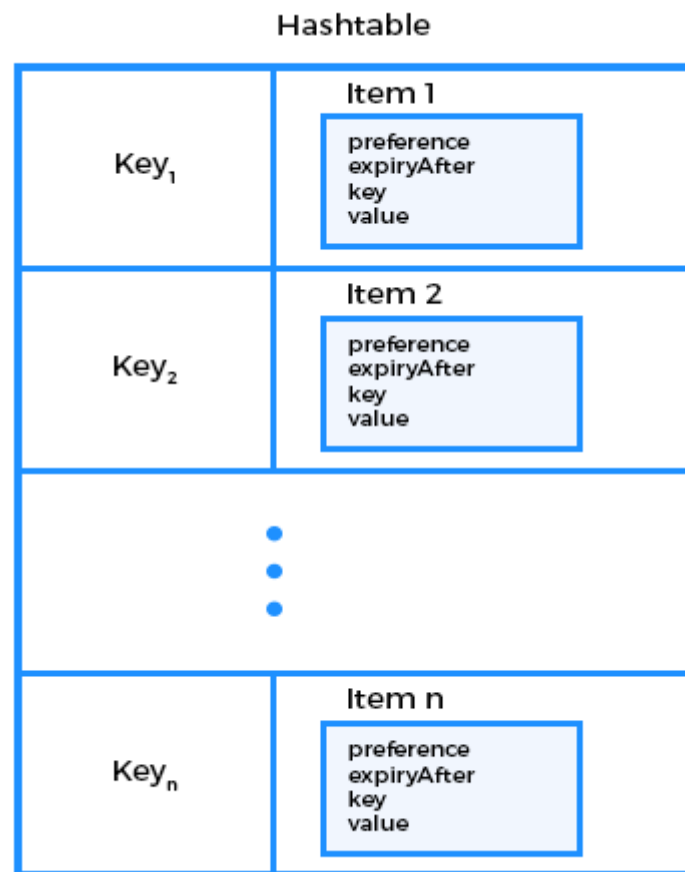 Hashtable
Key₁
Item 1
preference
expiryAfter
key
value
Key₂
Item 2
preference
expiryAfter
key
value
Keyₙ
Item n
preference
expiryAfter
key
value